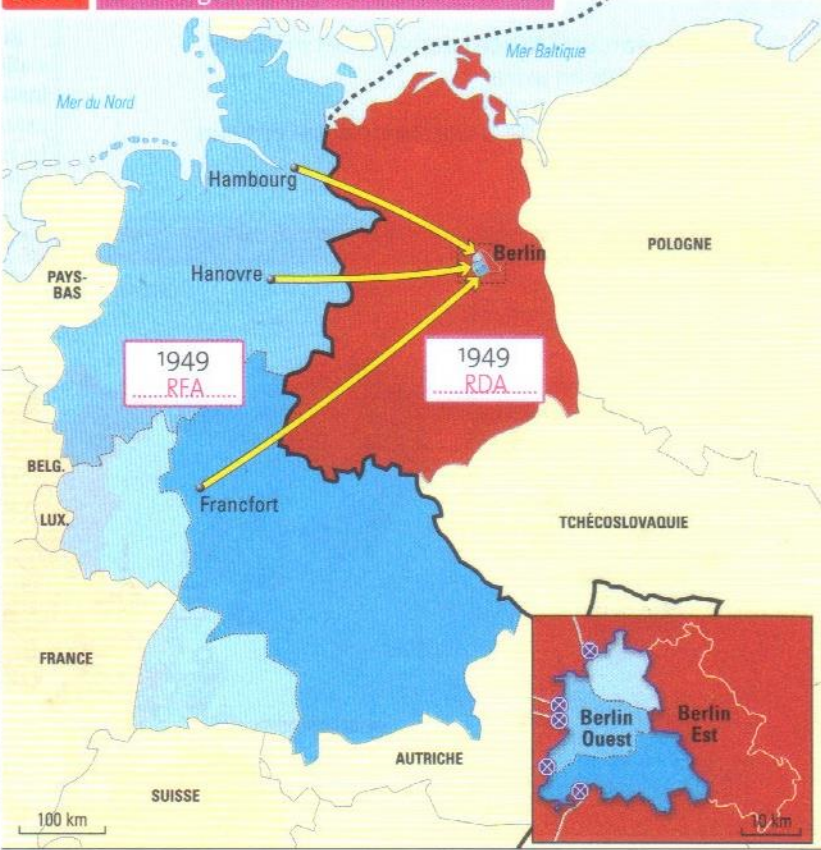 Mer Baltique
Mer du Nord
Hambourg
Berlin
POLOGNE
Hanovre
PAYS-
BAS
1949
RFA
1949
RDA
BELG.
Francfort
LUX.
TCHÉCOSLOVAQUIE
FRANCE
Berlin
Ouest
Berlin
Est
AUTRICHE
SUISSE
100 km
10 km